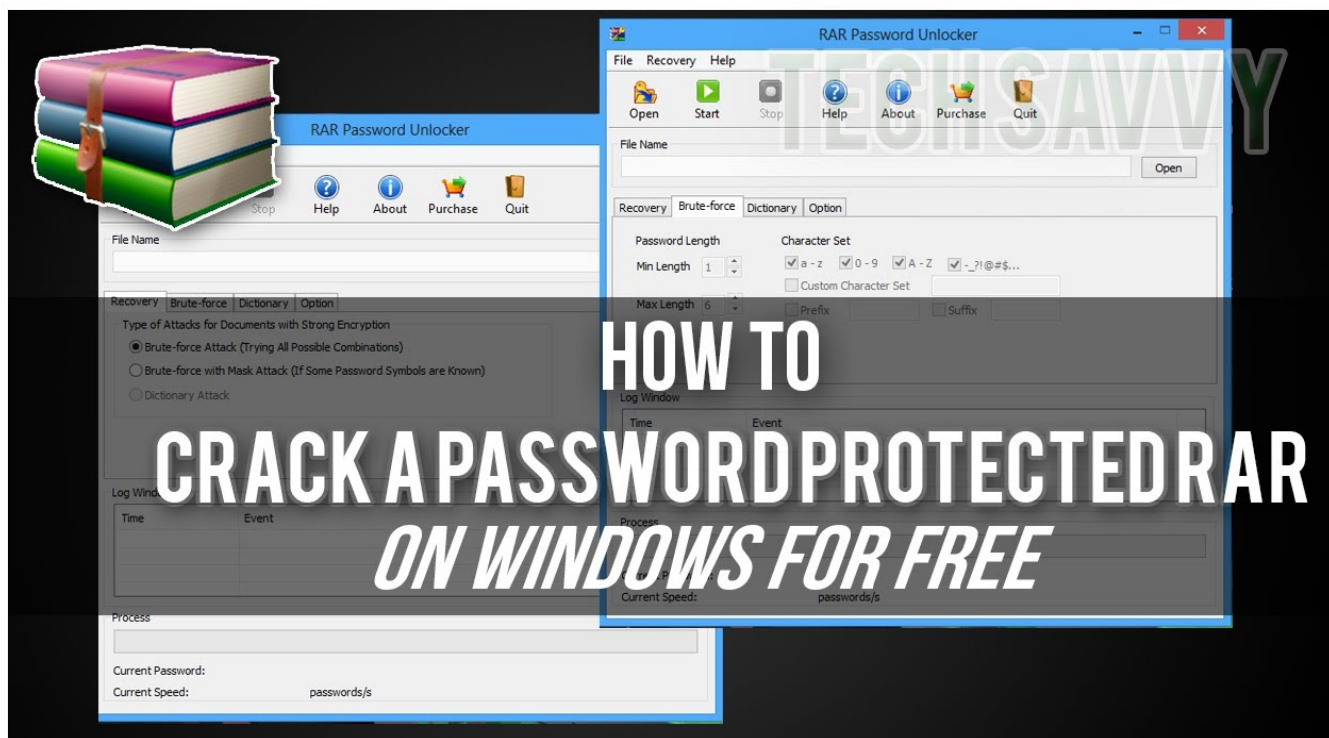 RAR Password Unlocker
TECH SAVVY
File Recovery Help
Open Start Stop Help About Purchase Quit
File Name
Open
Recovery Brute-force Dictionary Option
Password Length Character Set
Min Length 1 a - z 0 - 9 A - Z -_?!@#$...
Custom Character Set
Max Length 6 Prefix Suffix
Log Window
Time Event
Process
Current Speed: passwords/s
RAR Password Unlocker
Stop Help About Purchase Quit
File Name
Recovery Brute-force Dictionary Option
Type of Attacks for Documents with Strong Encryption
Brute-force Attack (Trying All Possible Combinations)
Brute-force with Mask Attack (If Some Password Symbols are Known)
Dictionary Attack
Time Event
Process
Current Password:
Current Speed: passwords/s
HOW TO
CRACK A PASSWORD PROTECTED RAR
ON WINDOWS FOR FREE